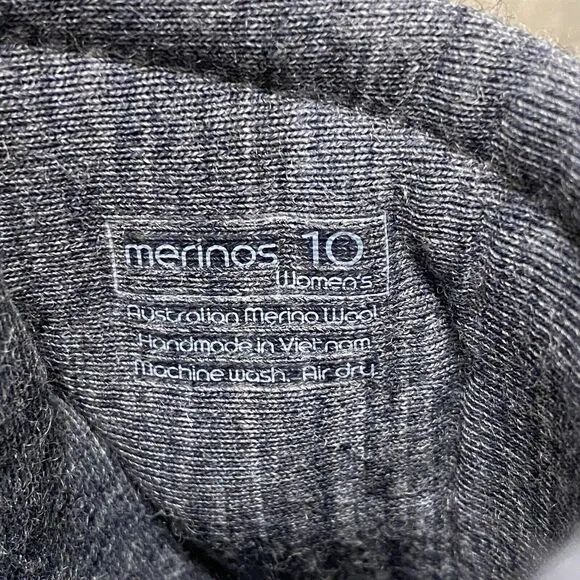 merinos 10
Women's
Australian Merino Wool
Handmade in Vietnam
Machine wash. Air dry.